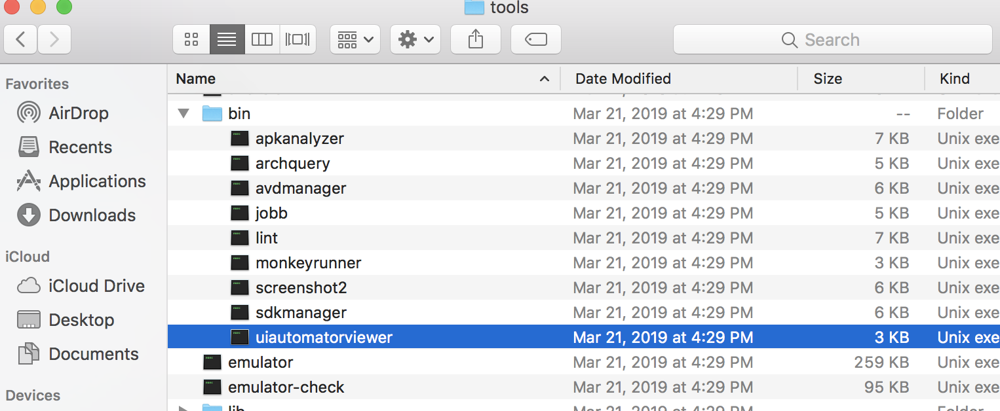 tools
Search
Favorites
AirDrop
Recents
Applications
Downloads
iCloud
iCloud Drive
Desktop
Documents
Devices
Name Date Modified Size Kind
bin Mar 21, 2019 at 4:29 PM -- Folder
apkanalyzer Mar 21, 2019 at 4:29 PM 7 KB Unix exe
archquery Mar 21, 2019 at 4:29 PM 5 KB Unix exe
avdmanager Mar 21, 2019 at 4:29 PM 6 KB Unix exe
jobb Mar 21, 2019 at 4:29 PM 5 KB Unix exe
lint Mar 21, 2019 at 4:29 PM 7 KB Unix exe
monkeyrunner Mar 21, 2019 at 4:29 PM 3 KB Unix exe
screenshot2 Mar 21, 2019 at 4:29 PM 6 KB Unix exe
sdkmanager Mar 21, 2019 at 4:29 PM 6 KB Unix exe
uiautomatorviewer Mar 21, 2019 at 4:29 PM 3 KB Unix exe
emulator Mar 21, 2019 at 4:29 PM 259 KB Unix exe
emulator-check Mar 21, 2019 at 4:29 PM 95 KB Unix exe
lib Mar 21, 2019 at 4:29 PM -- Folder